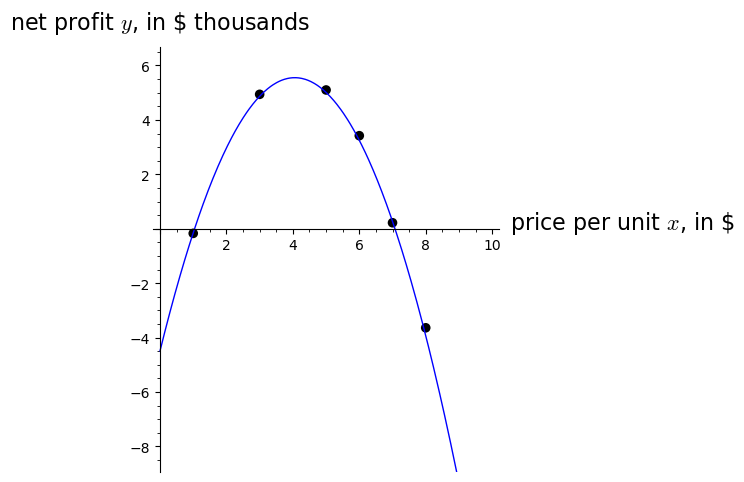 net profit y, in $ thousands
6
4
2
−2
−4
−6
−8
2 4 6 8 10
price per unit x, in $